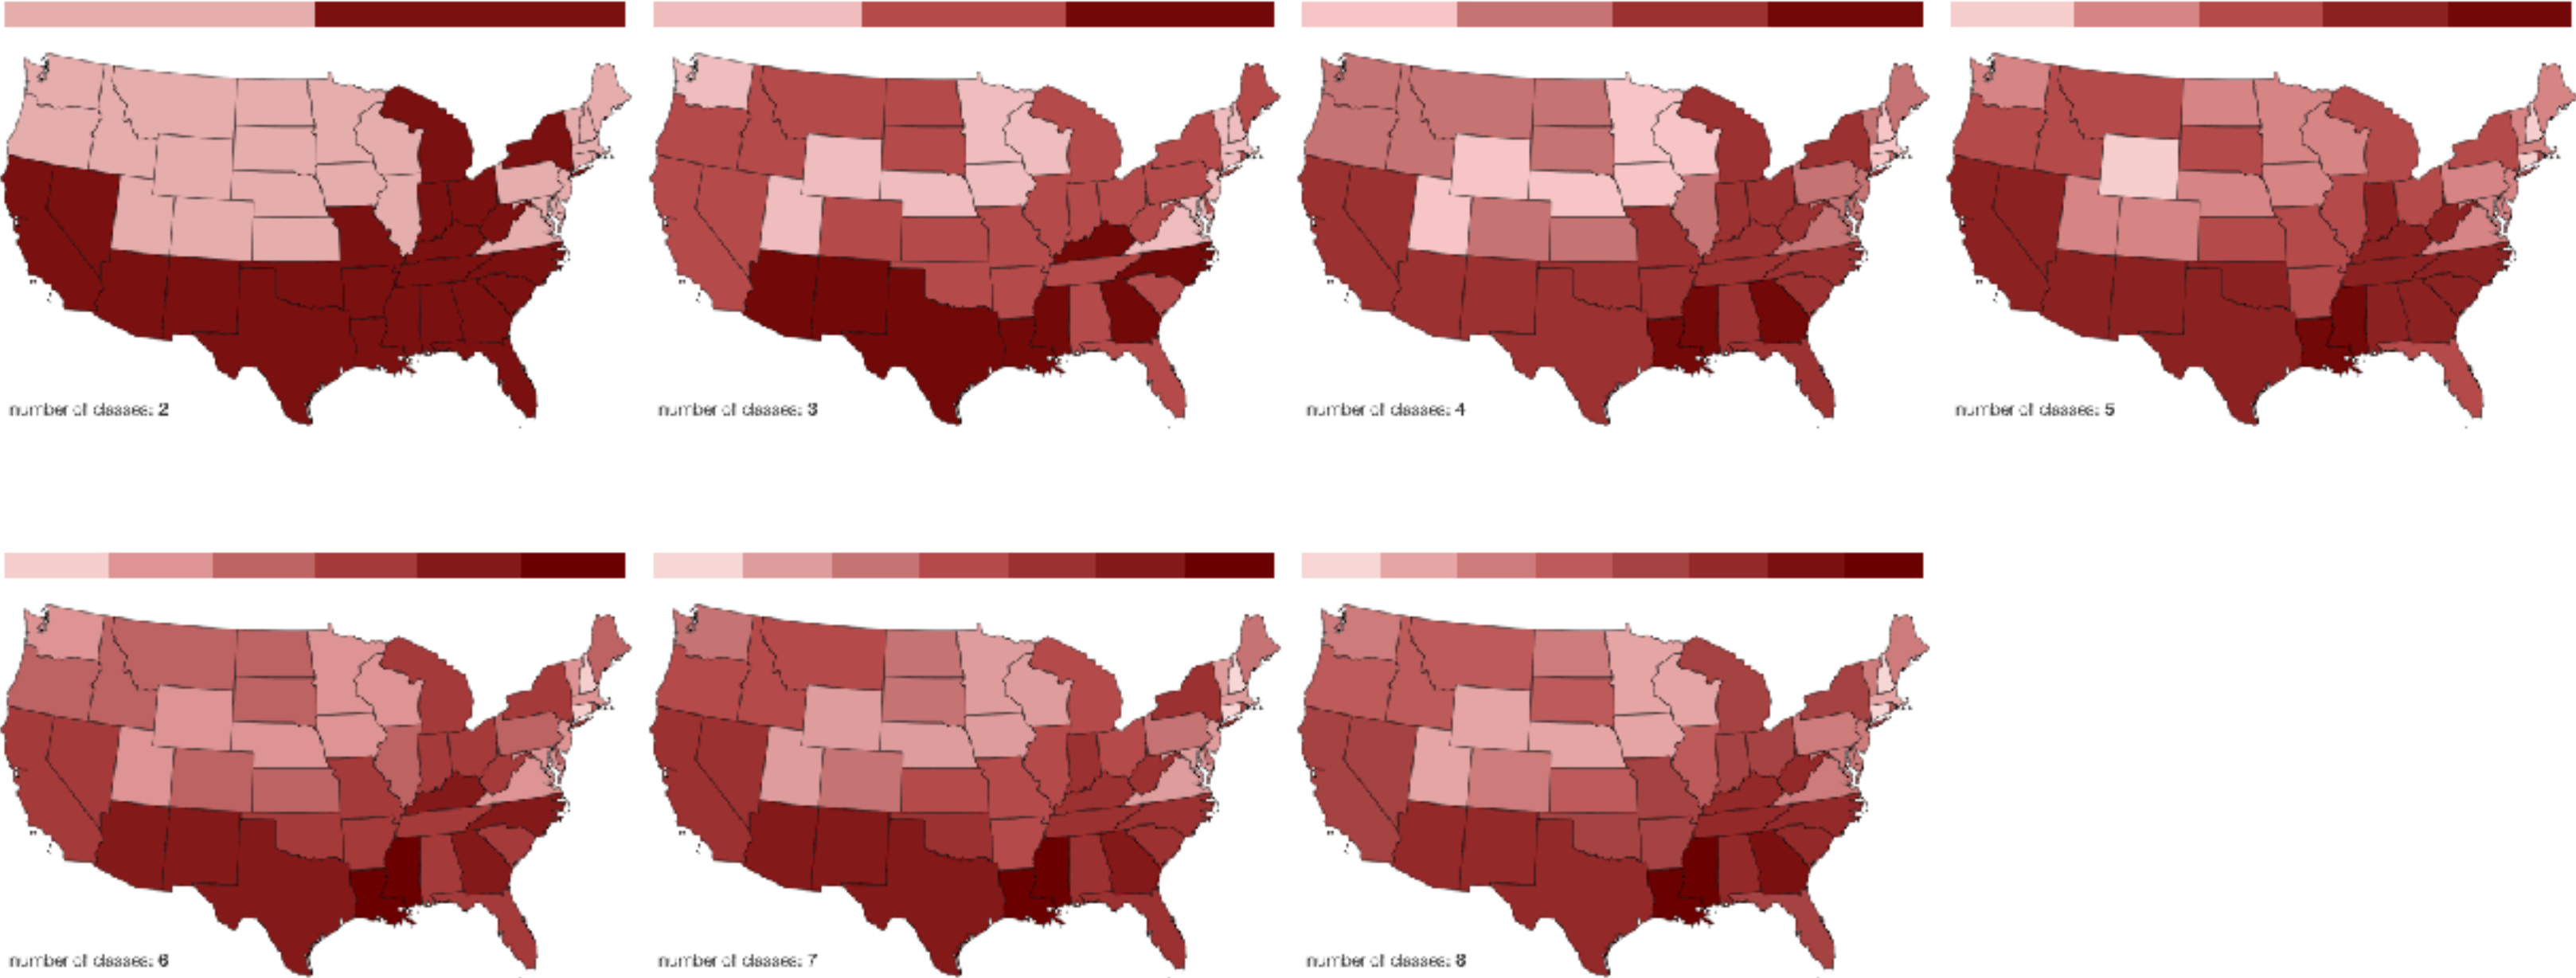 number of classes: 2
number of classes: 3
number of classes: 4
number of classes: 5
number of classes: 6
number of classes: 7
number of classes: 8